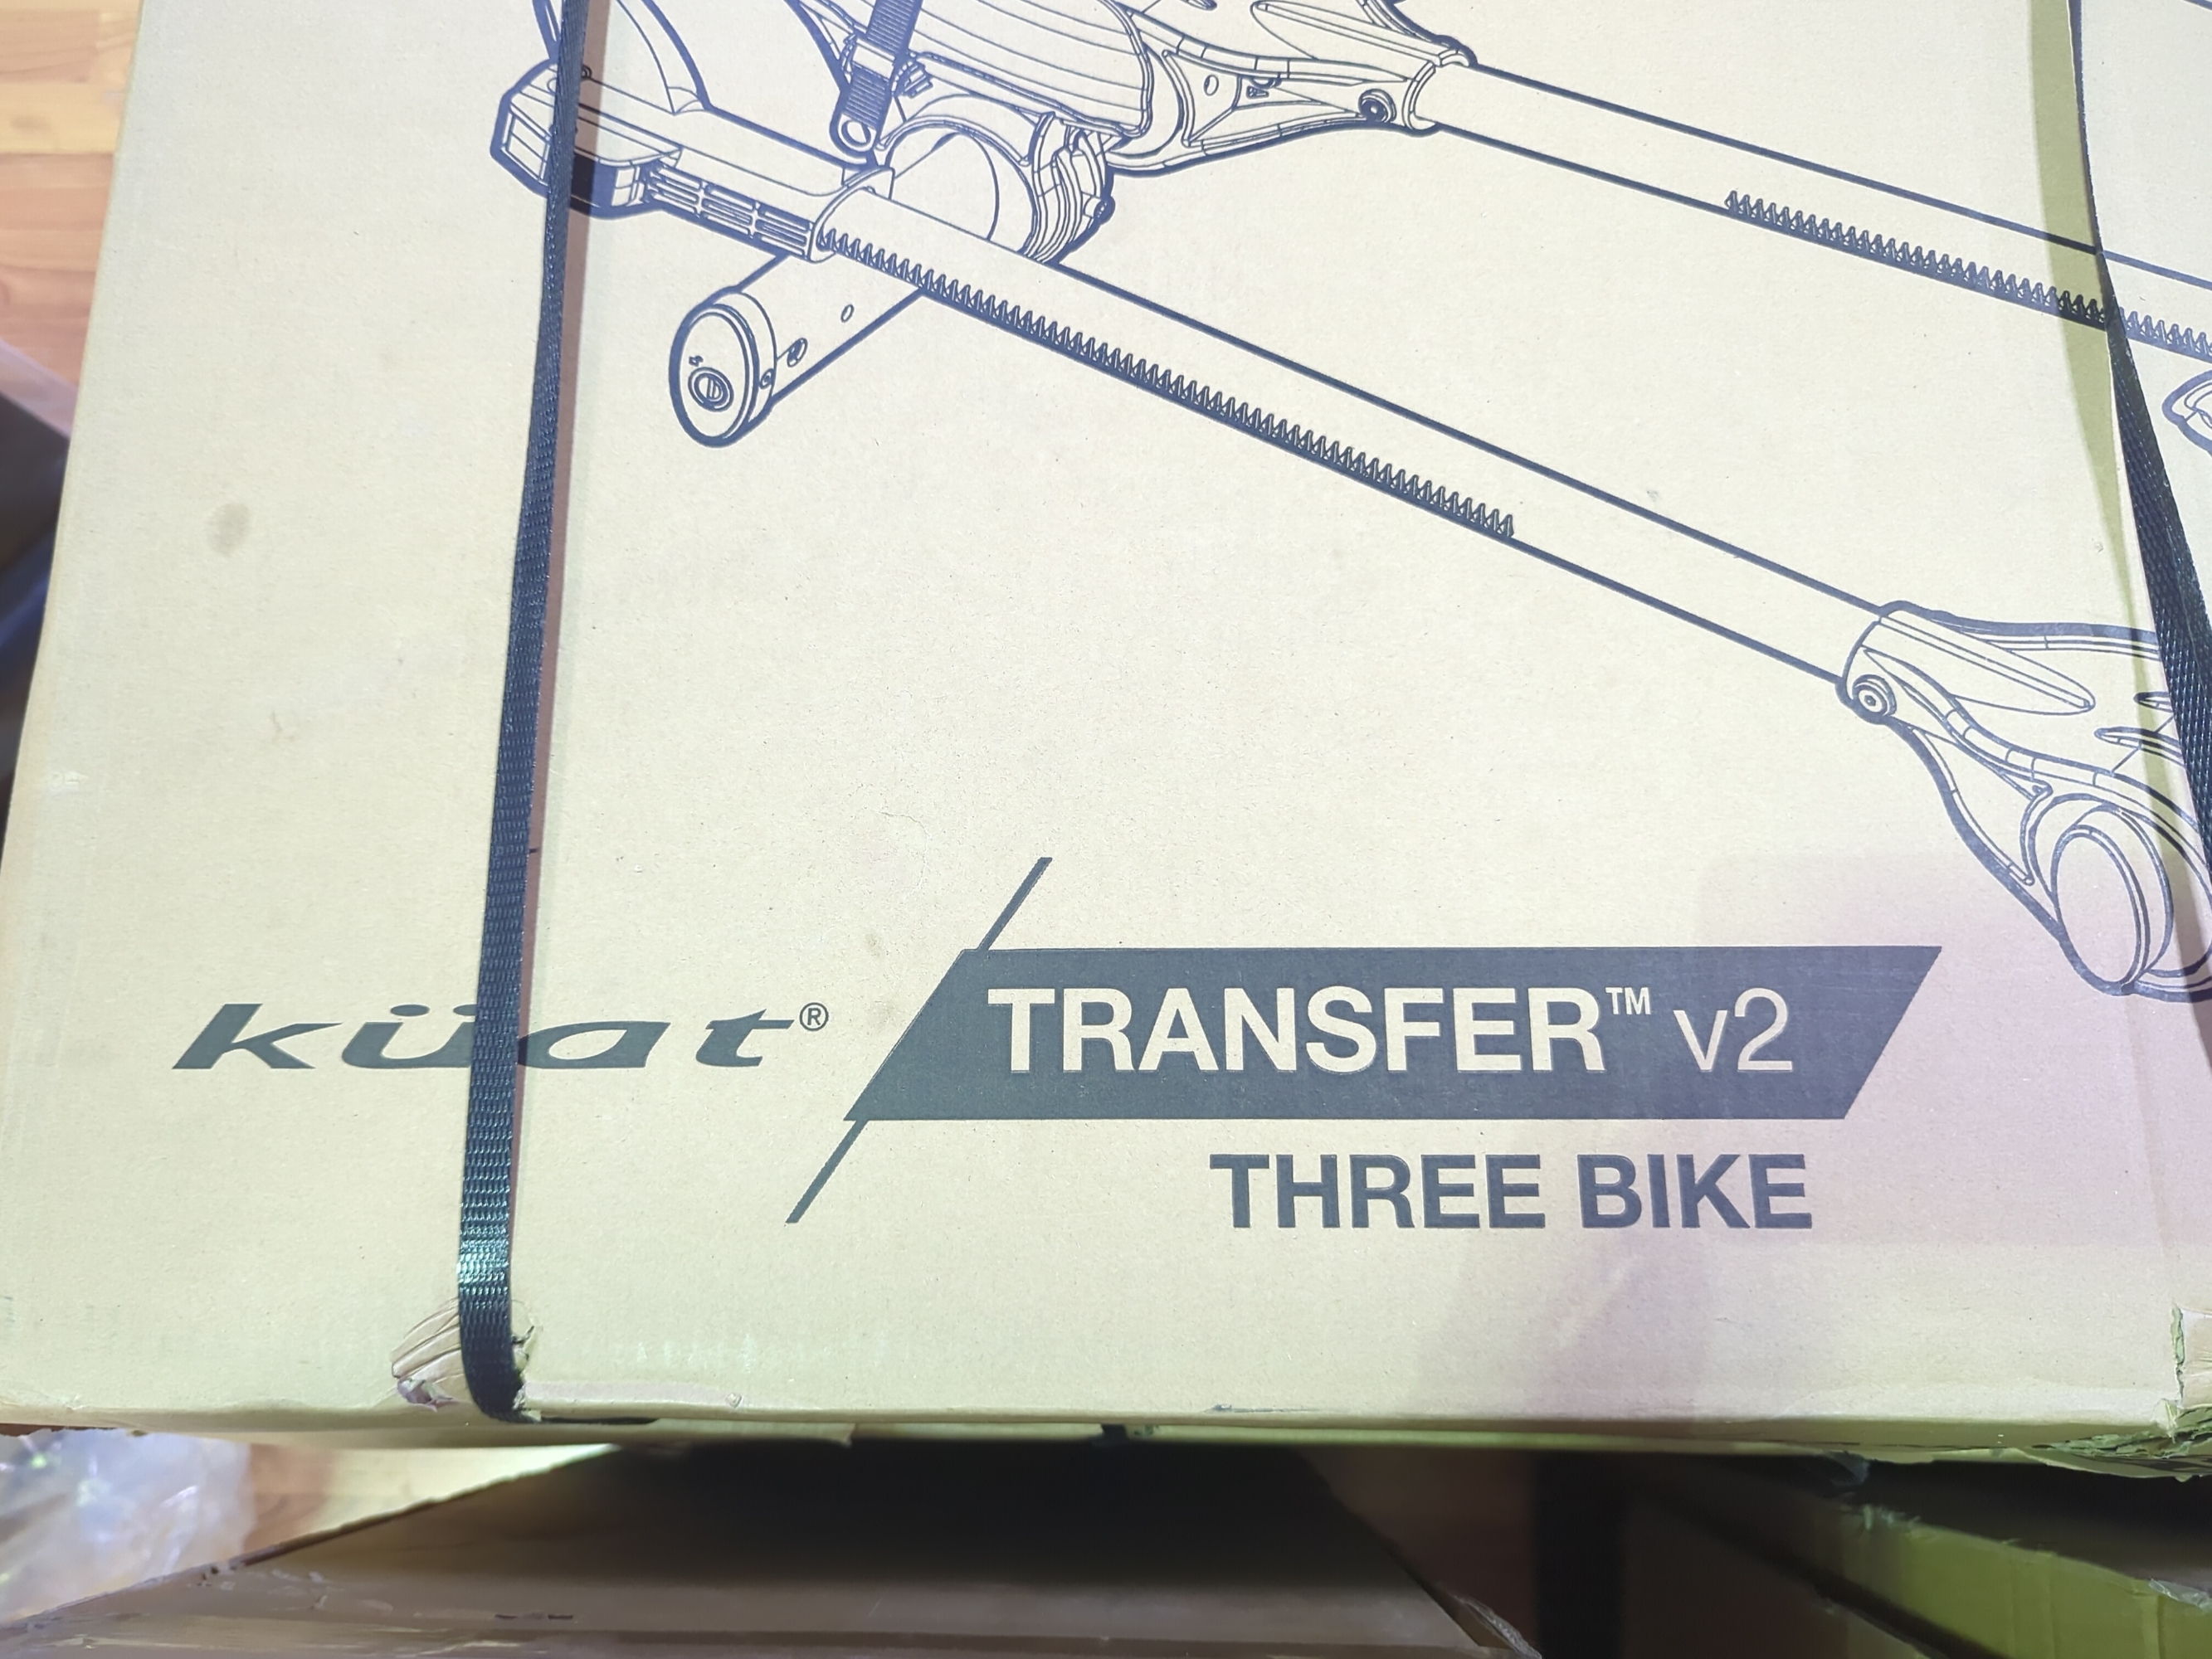 küat®
TRANSFER™ v2
THREE BIKE